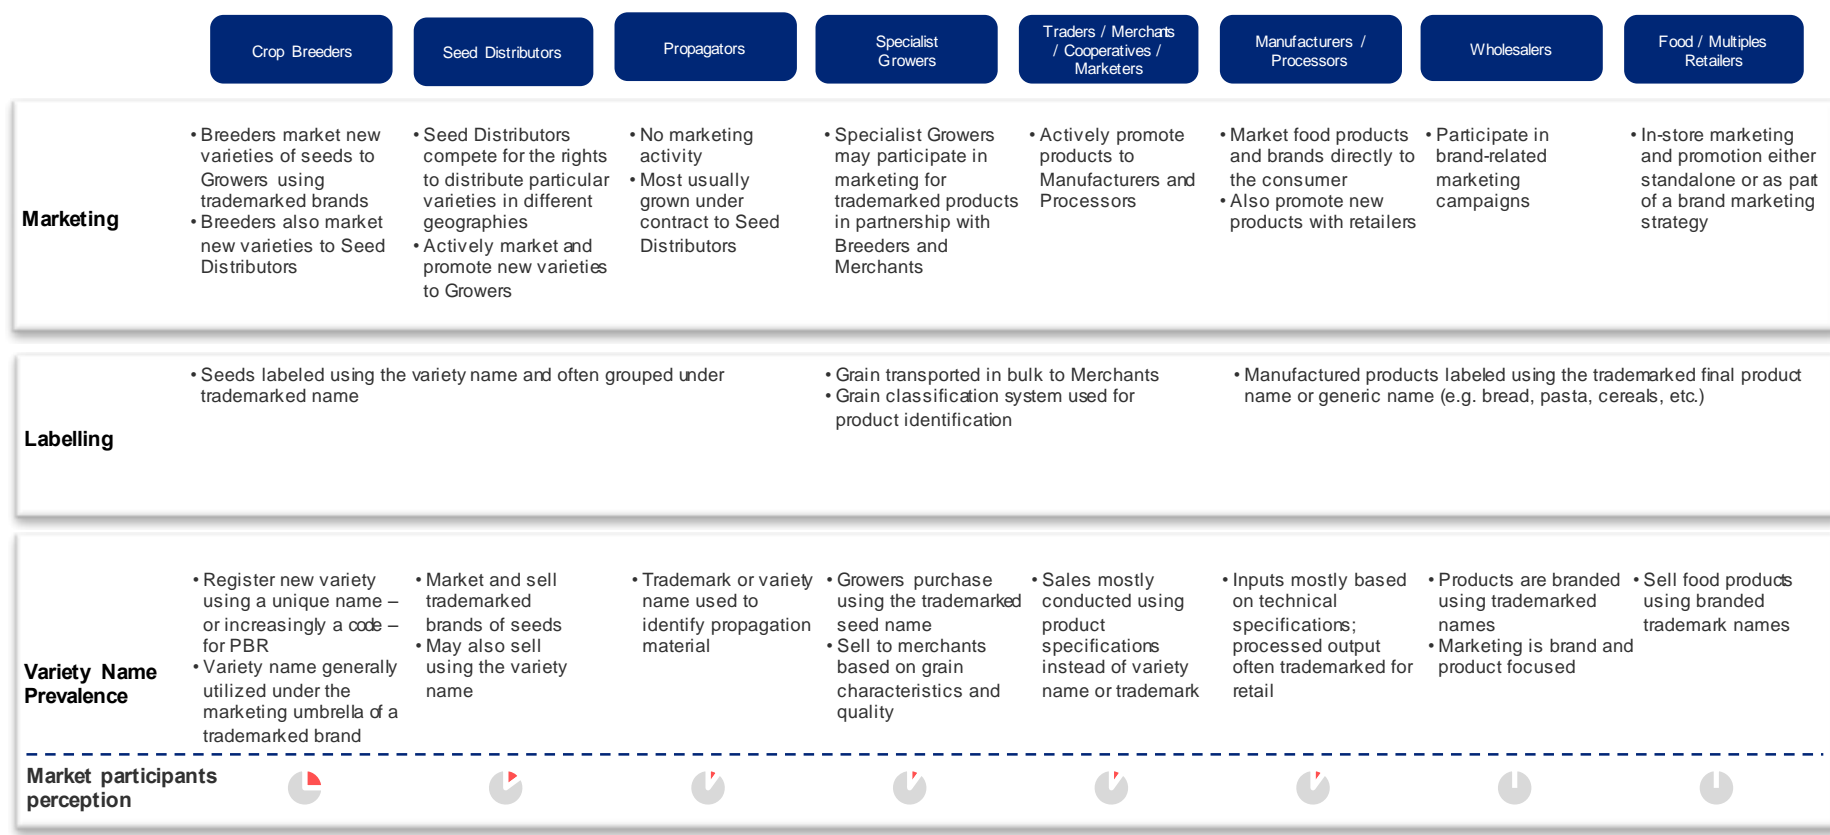 Crop Breeders
Seed Distributors
Propagators
Specialist
Growers
Traders / Merchants
/ Cooperatives /
Marketers
Manufacturers /
Processors
Wholesalers
Food / Multiples
Retailers
Marketing
• Breeders market new
varieties of seeds to
Growers using
trademarked brands
• Breeders also market
new varieties to Seed
Distributors
• Seed Distributors
compete for the rights
to distribute particular
varieties in different
geographies
• Actively market and
promote new varieties
to Growers
• No marketing
activity
• Most usually
grown under
contract to Seed
Distributors
• Specialist Growers
may participate in
marketing for
trademarked products
in partnership with
Breeders and
Merchants
• Actively promote
products to
Manufacturers and
Processors
• Market food products
and brands directly to
the consumer
• Also promote new
products with retailers
• Participate in
brand-related
marketing
campaigns
• In-store marketing
and promotion either
standalone or as part
of a brand marketing
strategy
Labelling
• Seeds labeled using the variety name and often grouped under
trademarked name
• Grain transported in bulk to Merchants
• Grain classification system used for
product identification
• Manufactured products labeled using the trademarked final product
name or generic name (e.g. bread, pasta, cereals, etc.)
Variety Name
Prevalence
• Register new variety
using a unique name –
or increasingly a code –
for PBR
• Variety name generally
utilized under the
marketing umbrella of a
trademarked brand
• Market and sell
trademarked
brands of seeds
• May also sell
using the variety
name
• Trademark or variety
name used to
identify propagation
material
• Growers purchase
using the trademarked
seed name
• Sell to merchants
based on grain
characteristics and
quality
• Sales mostly
conducted using
product
specifications
instead of variety
name or trademark
• Inputs mostly based
on technical
specifications;
processed output
often trademarked for
retail
• Products are branded
using trademarked
names
• Marketing is brand and
product focused
• Sell food products
using branded
trademark names
Market participants
perception